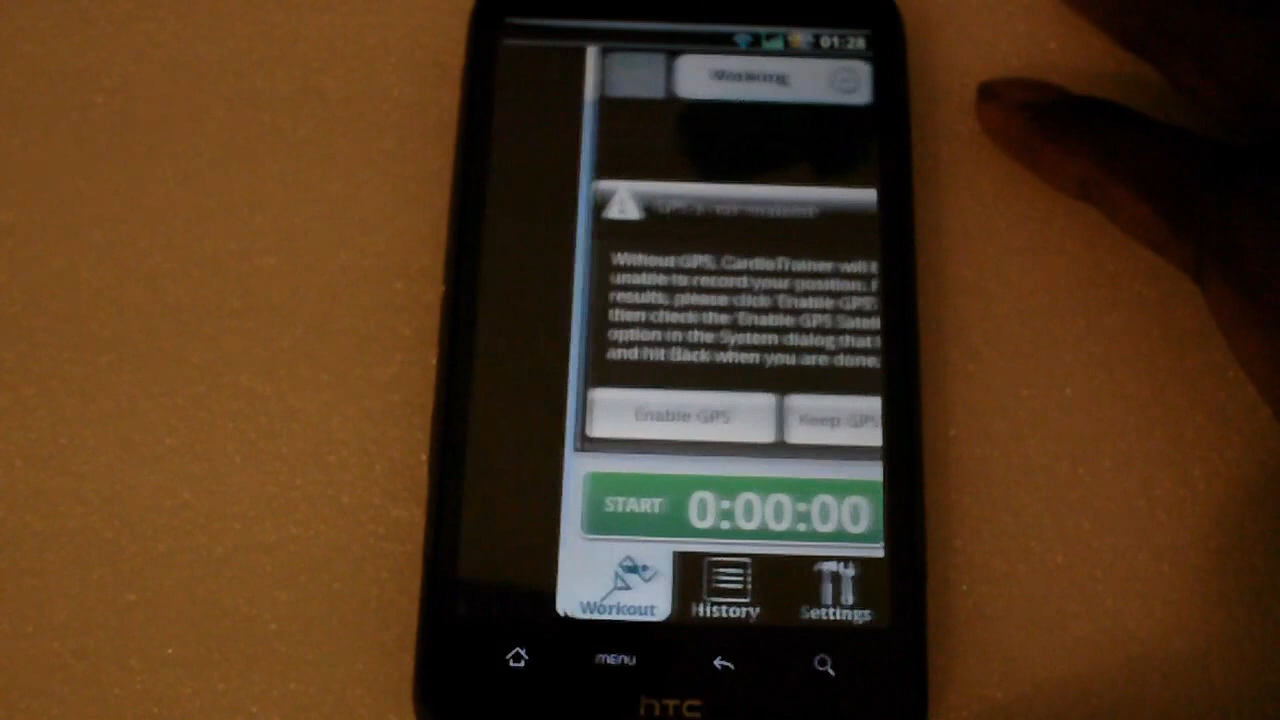 01:28
Walking
Without GPS, CardioTrainer will
unable to record your position.
results, please click 'Enable GPS'
then check the 'Enable GPS Satell
option in the System dialog that
and hit Back when you are done.
Enable GPS
Keep GPS
START 0:00:00
Workout
History
Settings
menu
hTC